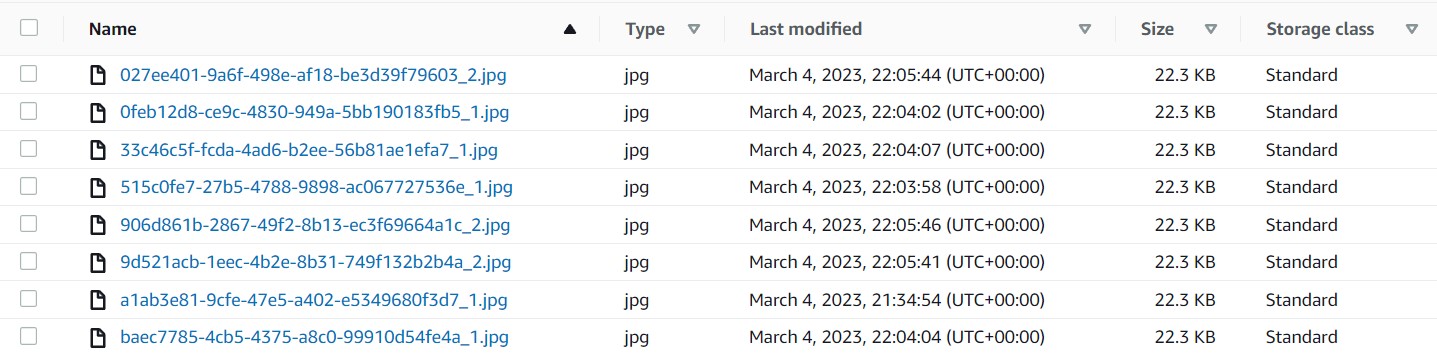 Name Type Last modified Size Storage class
027ee401-9a6f-498e-af18-be3d39f79603_2.jpg jpg March 4, 2023, 22:05:44 (UTC+00:00) 22.3 KB Standard
0feb12d8-ce9c-4830-949a-5bb190183fb5_1.jpg jpg March 4, 2023, 22:04:02 (UTC+00:00) 22.3 KB Standard
33c46c5f-fcda-4ad6-b2ee-56b81ae1efa7_1.jpg jpg March 4, 2023, 22:04:07 (UTC+00:00) 22.3 KB Standard
515c0fe7-27b5-4788-9898-ac067727536e_1.jpg jpg March 4, 2023, 22:03:58 (UTC+00:00) 22.3 KB Standard
906d861b-2867-49f2-8b13-ec3f69664a1c_2.jpg jpg March 4, 2023, 22:05:46 (UTC+00:00) 22.3 KB Standard
9d521acb-1eec-4b2e-8b31-749f132b2b4a_2.jpg jpg March 4, 2023, 22:05:41 (UTC+00:00) 22.3 KB Standard
a1ab3e81-9cfe-47e5-a402-e5349680f3d7_1.jpg jpg March 4, 2023, 21:34:54 (UTC+00:00) 22.3 KB Standard
baec7785-4cb5-4375-a8c0-99910d54fe4a_1.jpg jpg March 4, 2023, 22:04:04 (UTC+00:00) 22.3 KB Standard